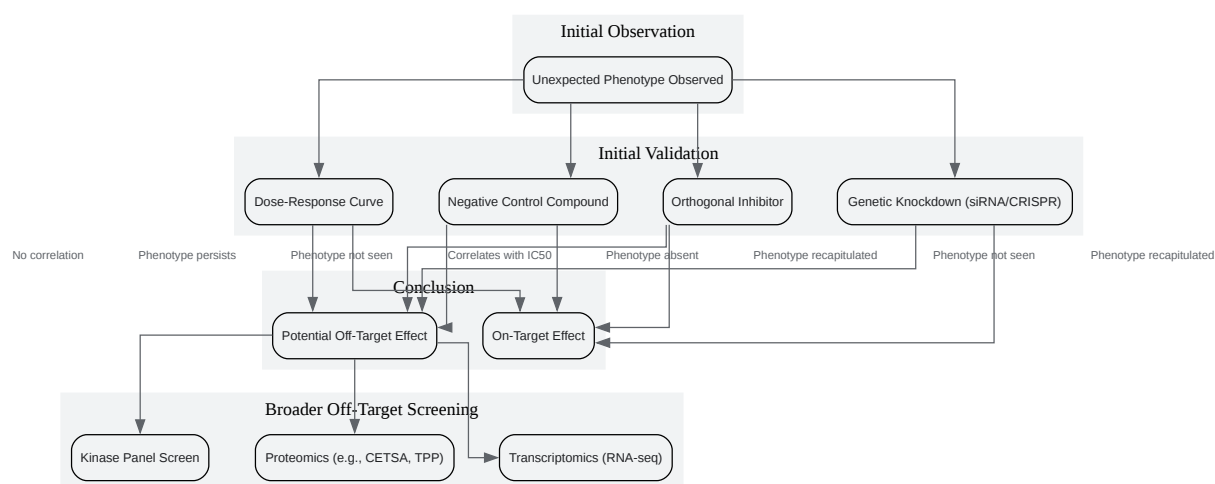 Initial Observation
Unexpected Phenotype Observed
Initial Validation
Dose-Response Curve
Negative Control Compound
Orthogonal Inhibitor
Genetic Knockdown (siRNA/CRISPR)
No correlation
Phenotype persists
Phenotype not seen
Correlates with IC50
Phenotype absent
Phenotype recapitulated
Phenotype not seen
Phenotype recapitulated
Conclusion
Potential Off-Target Effect
On-Target Effect
Broader Off-Target Screening
Kinase Panel Screen
Proteomics (e.g., CETSA, TPP)
Transcriptomics (RNA-seq)